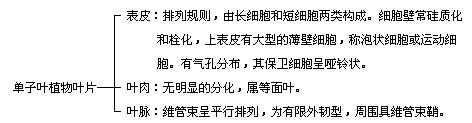 表皮：排列规则，由长细胞和短细胞两类构成。细胞壁常硅质化
和栓化，上表皮有大型的薄壁细胞，称泡状细胞或运动细
胞。有气孔分布，其保卫细胞呈哑铃状。
单子叶植物叶片
叶肉：无明显的分化，属等面叶。
叶脉：维管束呈平行排列，为有限外韧型，周围具维管束鞘。